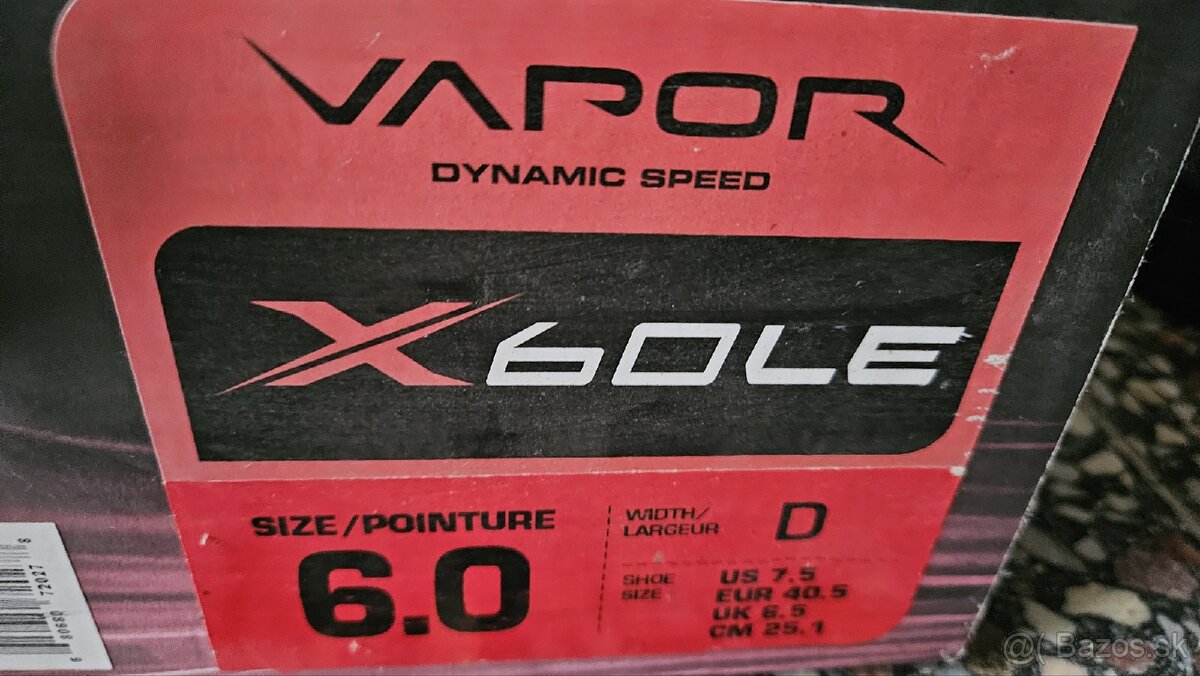 VAPOR
DYNAMIC SPEED
X60LE
SIZE/POINTURE
6.0
WIDTH/
LARGEUR
D
SHOE
SIZE
US 7.5
EUR 40.5
UK 6.5
CM 25.1
72027
Bazos.sk